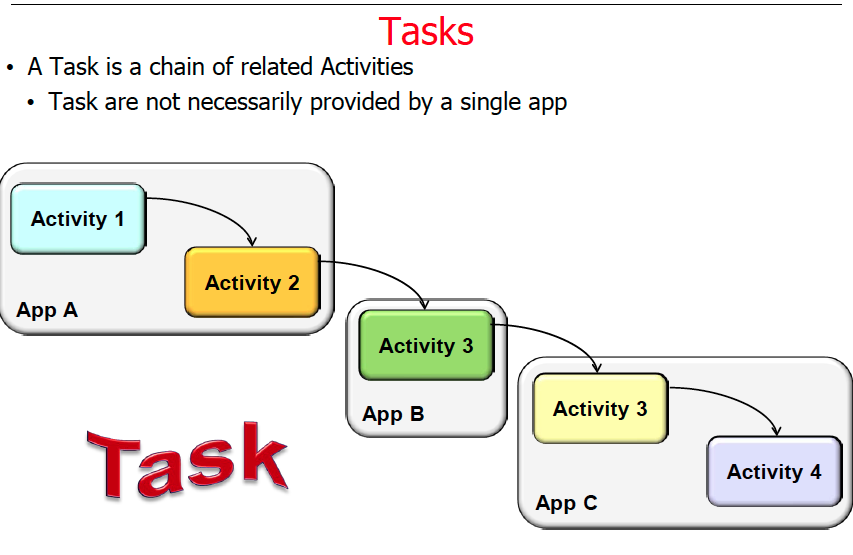 Tasks
• A Task is a chain of related Activities
• Task are not necessarily provided by a single app
Activity 1
Activity 2
App A
Activity 3
App B
Activity 3
Activity 4
App C
Task